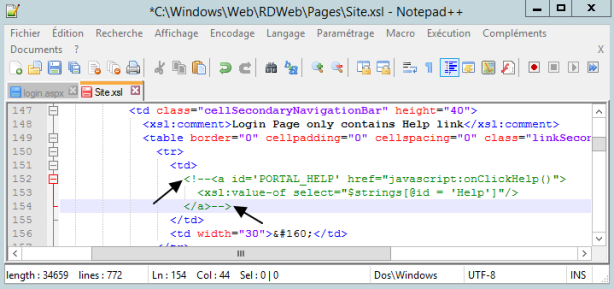 *C:\Windows\Web\RDWeb\Pages\Site.xsl - Notepad++
Fichier Édition Recherche Affichage Encodage Langage Paramétrage Macro Exécution Compléments
Documents ? X
login.aspx Site.xsl
147 <td class="cellSecondaryNavigationBar" height="40">
148 <xsl:comment>Login Page only contains Help link</xsl:comment>
149 <table border="0" cellpadding="0" cellspacing="0" class="linkSecon
150 <tr>
151 <td>
152 <!--<a id='PORTAL_HELP' href="javascript:onClickHelp()">
153 <xsl:value-of select="$strings[@id = 'Help']"/>
154 </a>-->
155 </td>
156 <td width="30">&#160;</td>
length : 34659 lines : 772 Ln : 154 Col : 44 Sel : 0 | 0 Dos\Windows UTF-8 INS